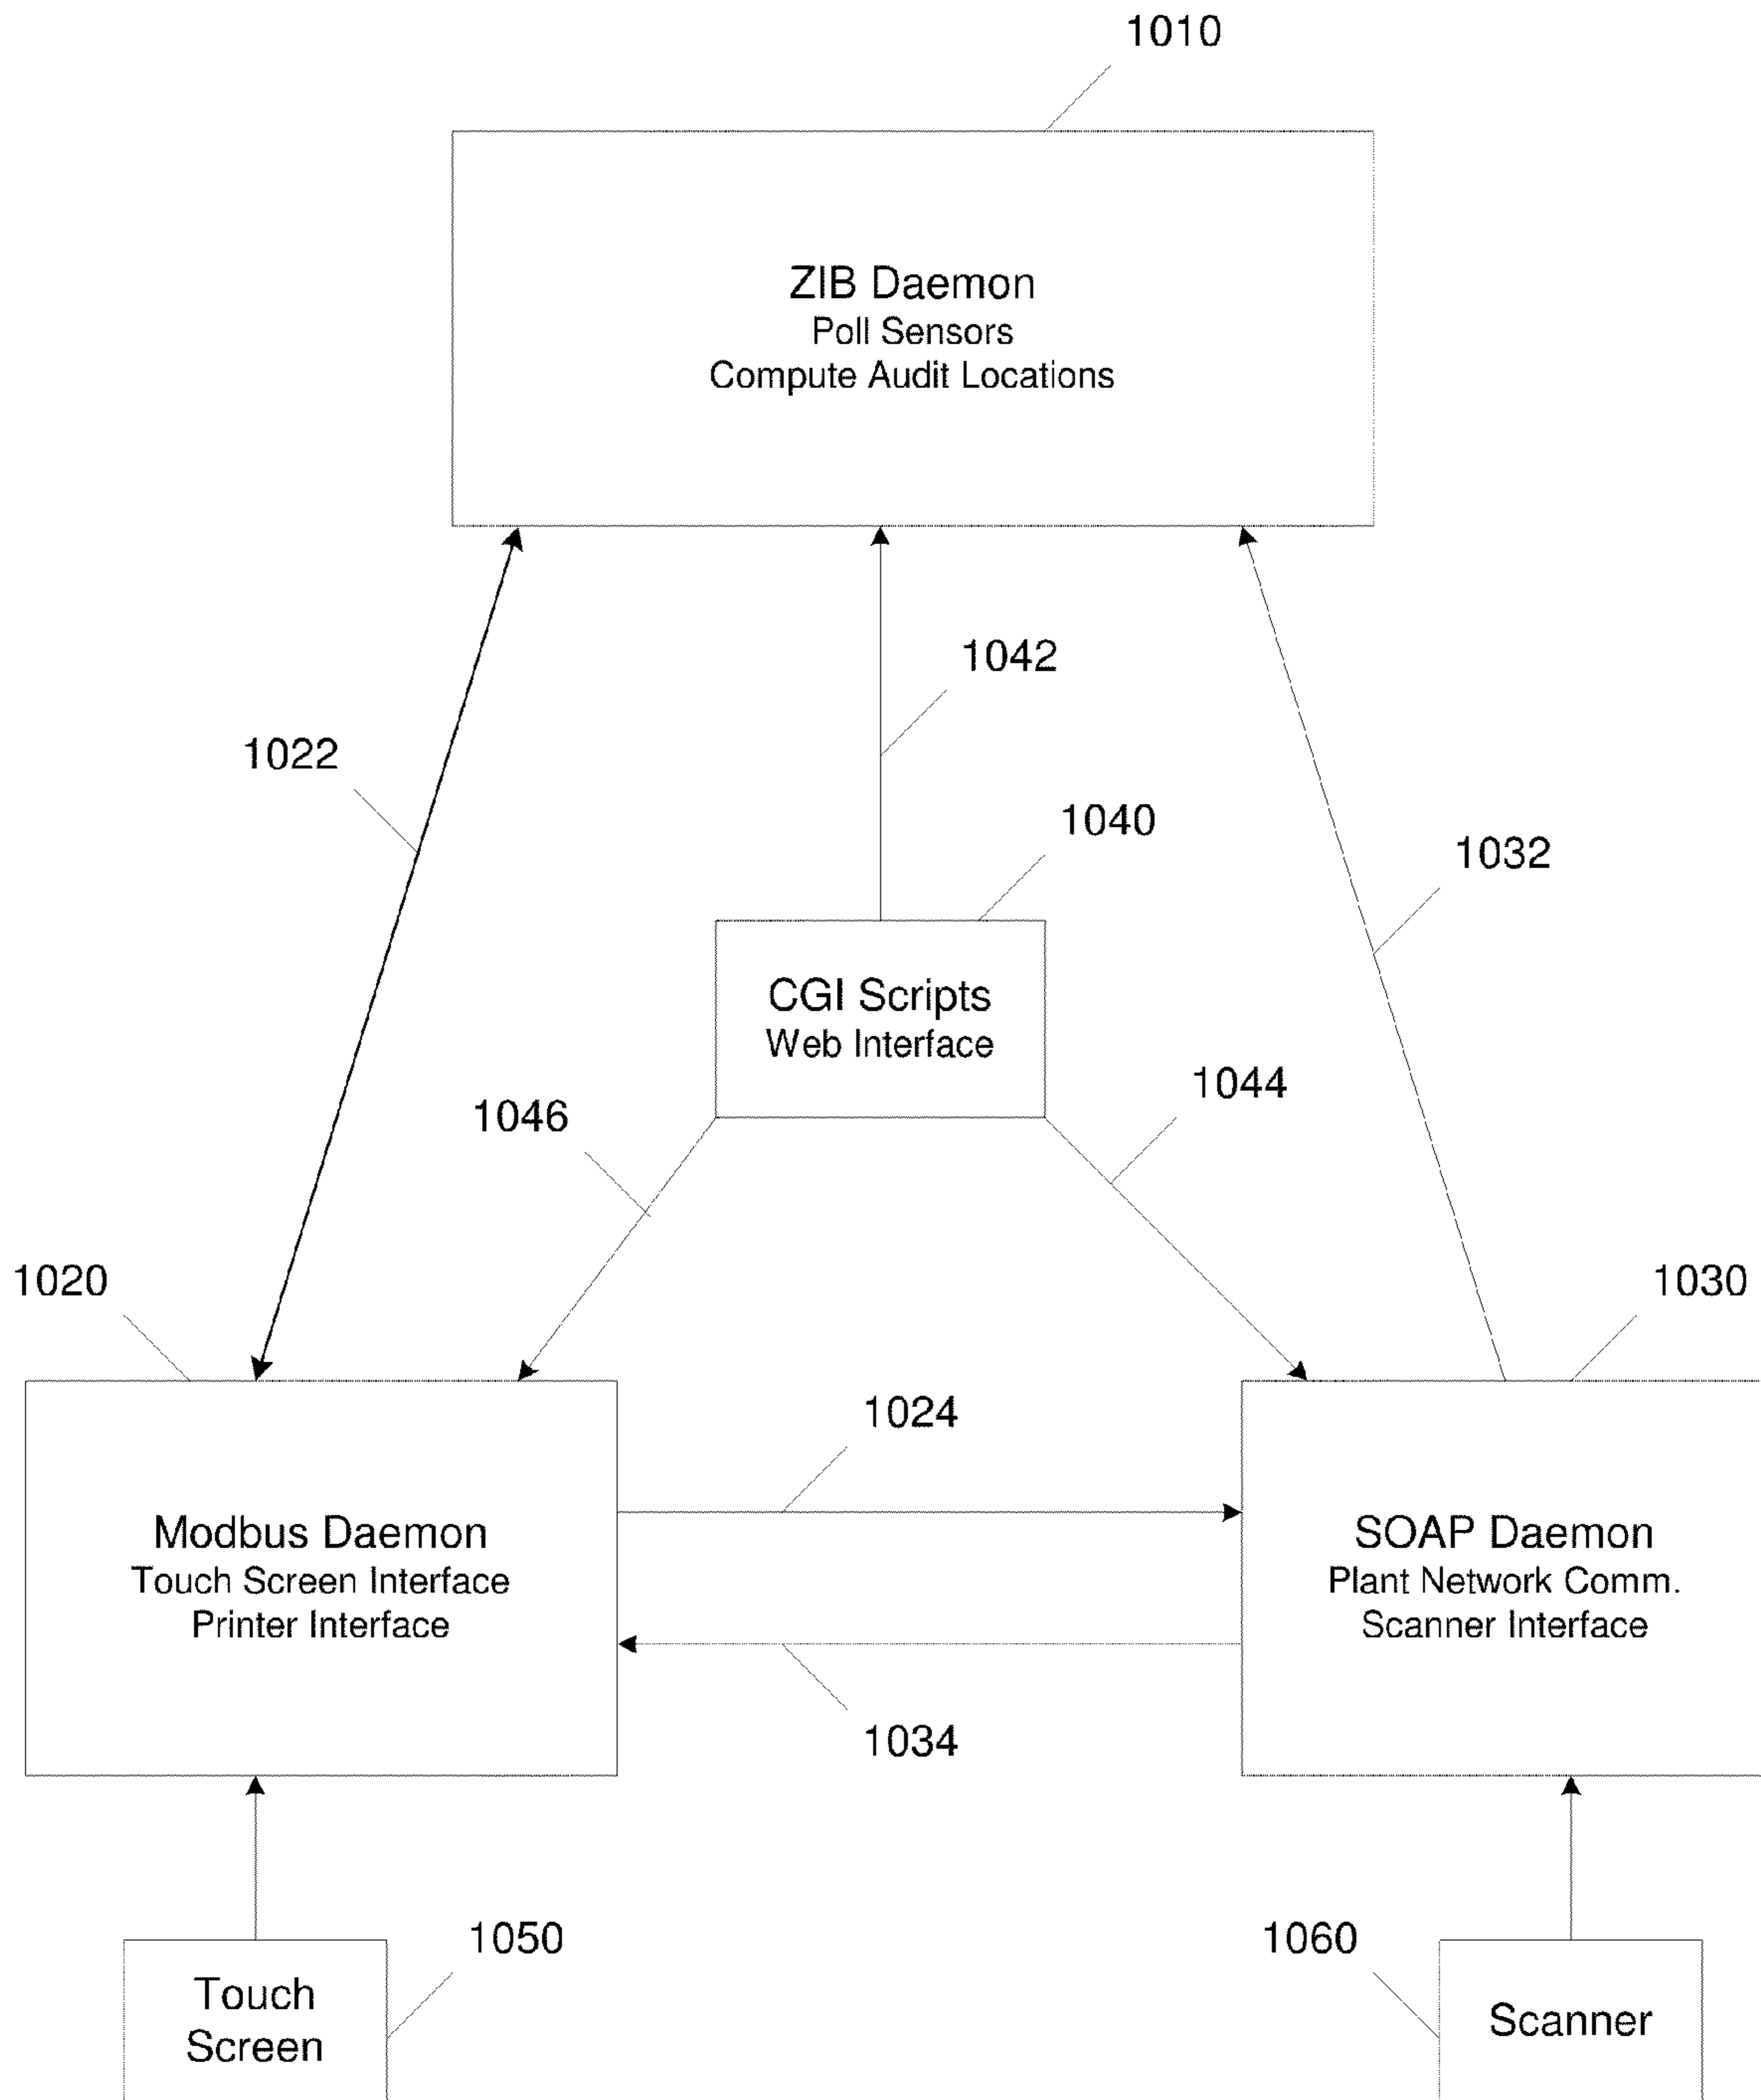 1010
ZIB Daemon
Poll Sensors
Compute Audit Locations
1042
1022
1040
1032
CGI Scripts
Web Interface
1044
1046
1020
1030
1024
Modbus Daemon
Touch Screen Interface
Printer Interface
SOAP Daemon
Plant Network Comm.
Scanner Interface
1034
1050
1060
Touch
Screen
Scanner